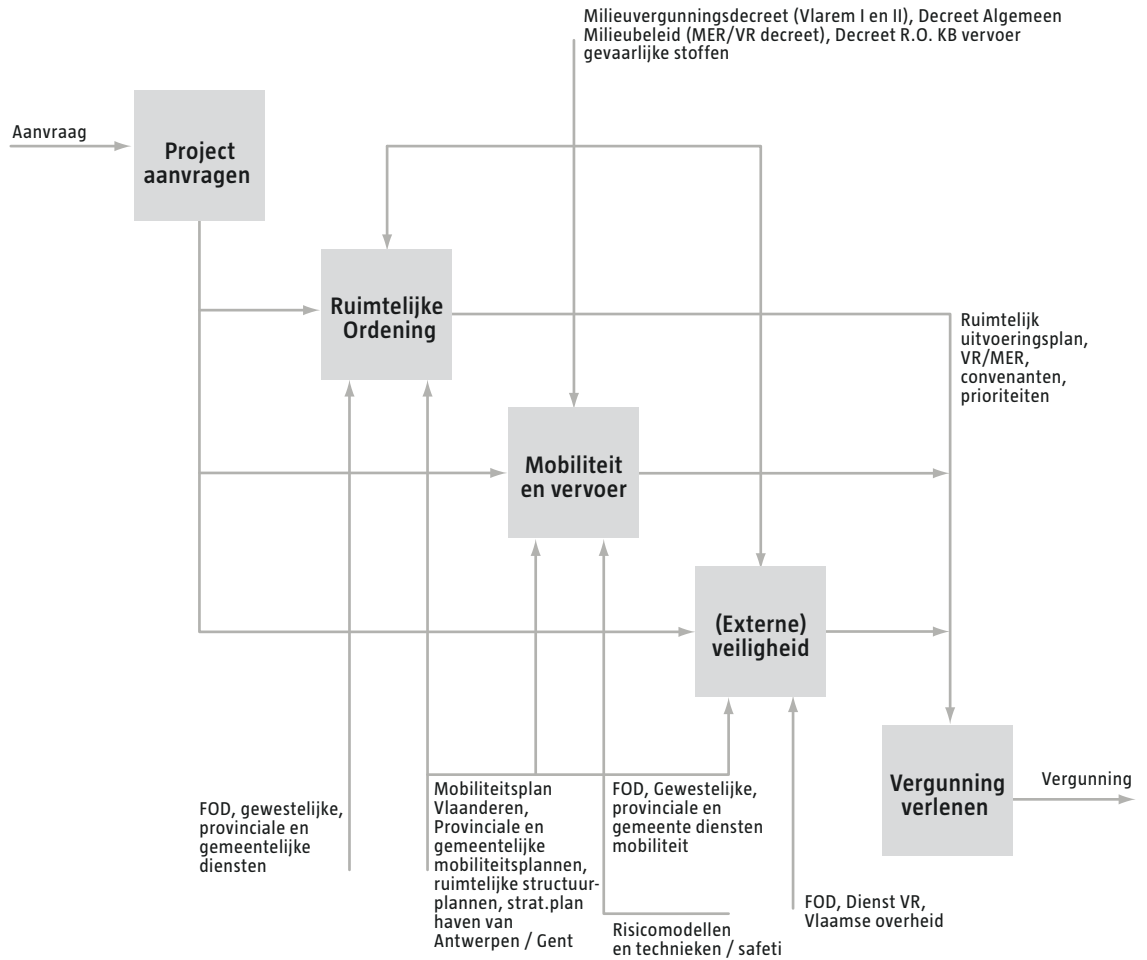 Milieuvergunningsdecreet (Vlarem I en II), Decreet Algemeen
Milieubeleid (MER/VR decreet), Decreet R.O. KB vervoer
gevaarlijke stoffen
Aanvraag
Project
aanvragen
Ruimtelijke
Ordening
Ruimtelijk
uitvoeringsplan,
VR/MER,
convenanten,
prioriteiten
Mobiliteit
en vervoer
(Externe)
veiligheid
Vergunning
verlenen
Vergunning
FOD, gewestelijke,
provinciale en
gemeentelijke
diensten
Mobiliteitsplan
Vlaanderen,
Provinciale en
gemeentelijke
mobiliteitsplannen,
ruimtelijke structuur-
plannen, strat.plan
haven van
Antwerpen / Gent
FOD, Gewestelijke,
provinciale en
gemeente diensten
mobiliteit
Risicomodellen
en technieken / safeti
FOD, Dienst VR,
Vlaamse overheid